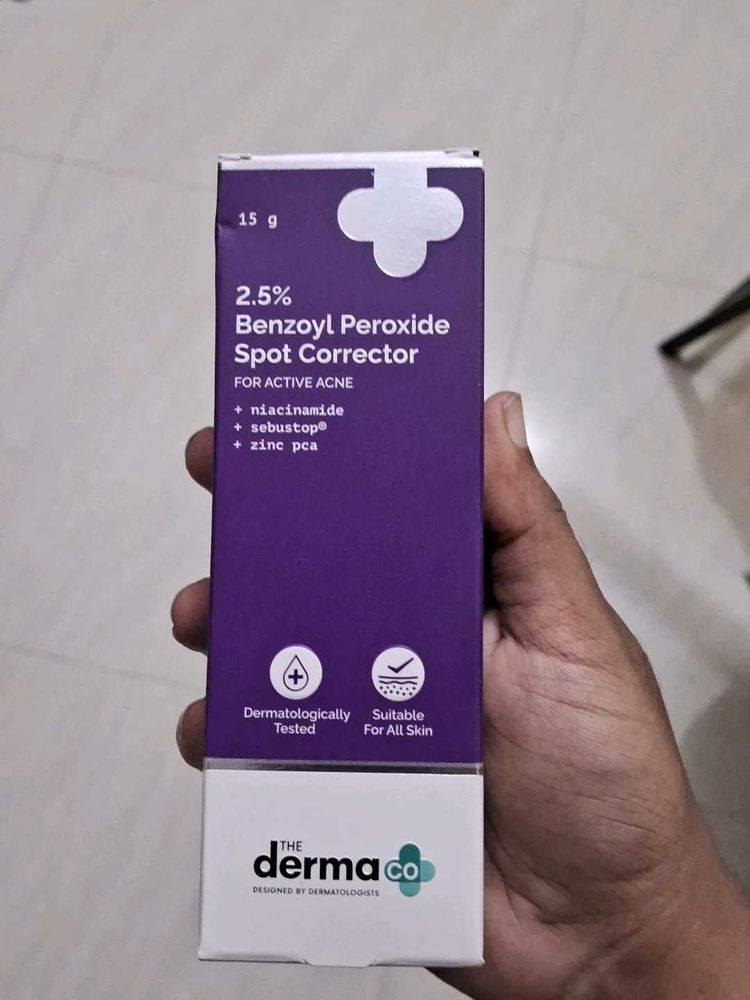 15 g
2.5%
Benzoyl Peroxide
Spot Corrector
FOR ACTIVE ACNE
+ niacinamide
+ sebustop®
+ zinc pca
Dermatologically
Tested
Suitable
For All Skin
THE
derma co
DESIGNED BY DERMATOLOGISTS